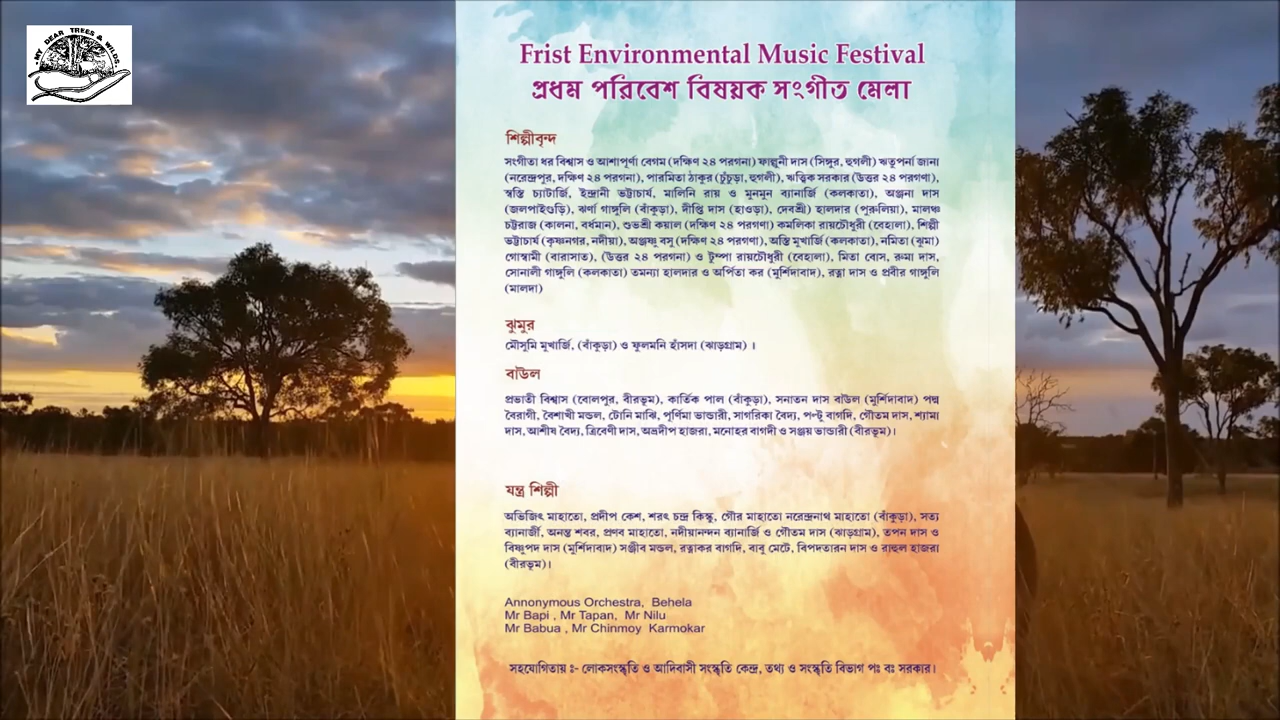 MY DEAR TREES & WILDS
Frist Environmental Music Festival
প্রথম পরিবেশ বিষয়ক সংগীত মেলা
শিল্পীবৃন্দ
সংগীতা ধর বিশ্বাস ও আশাপূর্ণা বেগম (দক্ষিণ ২৪ পরগনা) ফাল্গুনী দাস (সিঙ্গুর, হুগলী) ঋতুপর্না জানা
(নরেন্দ্রপুর, দক্ষিণ ২৪ পরগনা), পারমিতা ঠাকুর (চুঁচুড়া, হুগলী), ঋত্বিক সরকার (উত্তর ২৪ পরগণা),
স্বস্তি চ্যাটার্জি, ইন্দ্রানী ভট্টাচার্য, মালিনি রায় ও মুনমুন ব্যানার্জি (কলকাতা), অঞ্জনা দাস
(জলপাইগুড়ি), ঝর্ণা গাঙ্গুলি (বাঁকুড়া), দীপ্তি দাস (হাওড়া), দেবশ্রী) হালদার (পুরুলিয়া), মালঞ্চ
চট্টরাজ (কালনা, বর্ধমান), শুভশ্রী কয়াল (দক্ষিণ ২৪ পরগণা) কমলিকা রায়চৌধুরী (বেহালা), শিল্পী
ভট্টাচার্য (কৃষ্ণনগর, নদীয়া), অঞ্জষ্ণু বসু (দক্ষিণ ২৪ পরগণা), অস্তি মুখার্জি (কলকাতা), নমিতা (ঝুমা)
গোস্বামী (বারাসাত), (উত্তর ২৪ পরগনা) ও টুম্পা রায়চৌধুরী (বেহালা), মিতা বোস, রুমা দাস,
সোনালী গাঙ্গুলি (কলকাতা) তমন্যা হালদার ও অর্পিতা কর (মুর্শিদাবাদ), রত্না দাস ও প্রবীর গাঙ্গুলি
(মালদা)
ঝুমুর
মৌসুমি মুখার্জি, (বাঁকুড়া) ও ফুলমনি হাঁসদা (ঝাড়গ্রাম) ।
বাউল
প্রভাতী বিশ্বাস (বোলপুর, বীরভূম), কার্তিক পাল (বাঁকুড়া), সনাতন দাস বাউল (মুর্শিদাবাদ) পদ্ম
বৈরাগী, বৈশাখী মন্ডল, টোনি মাঝি, পূর্ণিমা ভান্ডারী, সাগরিকা বৈদ্য, পল্টু বাগদি, গৌতম দাস, শ্যামা
দাস, আশীষ বৈদ্য, ত্রিবেণী দাস, অভ্রদীপ হাজরা, মনোহর বাগদী ও সঞ্জয় ভান্ডারী (বীরভূম)।
যন্ত্র শিল্পী
অভিজিৎ মাহাতো, প্রদীপ কেশ, শরৎ চন্দ্র কিস্কু, গৌর মাহাতো নরেন্দ্রনাথ মাহাতো (বাঁকুড়া), সত্য
ব্যানার্জী, অনন্ত শবর, প্রণব মাহাতো, নদীয়ানন্দন ব্যানার্জি ও গৌতম দাস (ঝাড়গ্রাম), তপন দাস ও
বিষ্ণুপদ দাস (মুর্শিদাবাদ) সঞ্জীব মন্ডল, রত্নাকর বাগদি, বাবু মেটে, বিপদতারন দাস ও রাহুল হাজরা
(বীরভূম)।
Annonymous Orchestra, Behela
Mr Bapi , Mr Tapan, Mr Nilu
Mr Babua , Mr Chinmoy Karmokar
সহযোগিতায় ঃ- লোকসংস্কৃতি ও আদিবাসী সংস্কৃতি কেন্দ্র, তথ্য ও সংস্কৃতি বিভাগ পঃ বঃ সরকার।